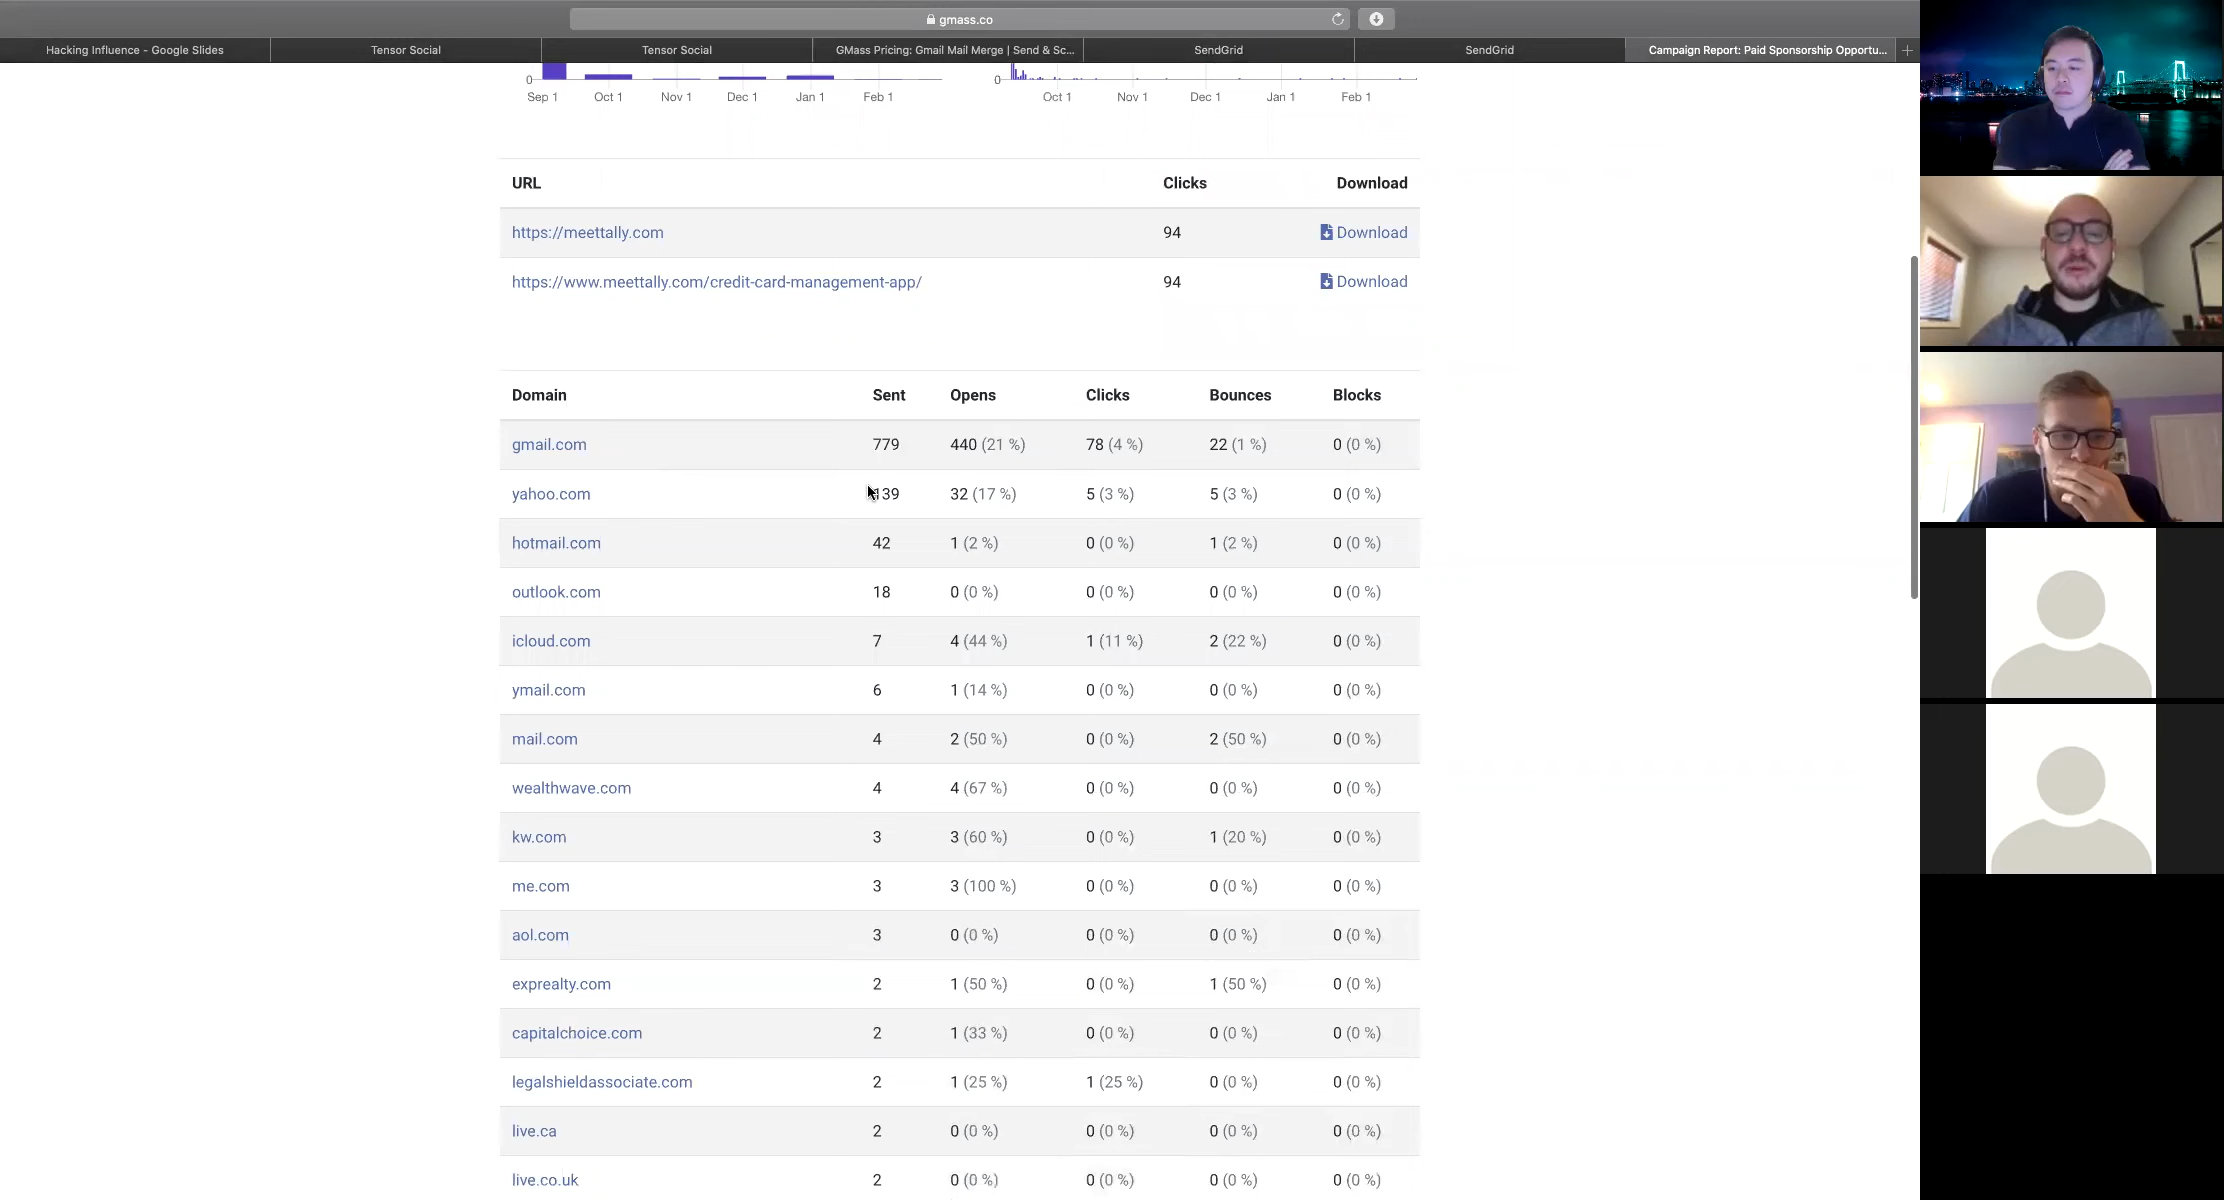 gmass.co
Hacking Influence - Google Slides Tensor Social Tensor Social GMass Pricing: Gmail Mail Merge | Send & Sc... SendGrid SendGrid Campaign Report: Paid Sponsorship Opportu...
0 0
Sep 1 Oct 1 Nov 1 Dec 1 Jan 1 Feb 1 Oct 1 Nov 1 Dec 1 Jan 1 Feb 1
URL Clicks Download
https://meettally.com 94 Download
https://www.meettally.com/credit-card-management-app/ 94 Download
Domain Sent Opens Clicks Bounces Blocks
gmail.com 779 440 (21 %) 78 (4 %) 22 (1 %) 0 (0 %)
yahoo.com 139 32 (17 %) 5 (3 %) 5 (3 %) 0 (0 %)
hotmail.com 42 1 (2 %) 0 (0 %) 1 (2 %) 0 (0 %)
outlook.com 18 0 (0 %) 0 (0 %) 0 (0 %) 0 (0 %)
icloud.com 7 4 (44 %) 1 (11 %) 2 (22 %) 0 (0 %)
ymail.com 6 1 (14 %) 0 (0 %) 0 (0 %) 0 (0 %)
mail.com 4 2 (50 %) 0 (0 %) 2 (50 %) 0 (0 %)
wealthwave.com 4 4 (67 %) 0 (0 %) 0 (0 %) 0 (0 %)
kw.com 3 3 (60 %) 0 (0 %) 1 (20 %) 0 (0 %)
me.com 3 3 (100 %) 0 (0 %) 0 (0 %) 0 (0 %)
aol.com 3 0 (0 %) 0 (0 %) 0 (0 %) 0 (0 %)
exprealty.com 2 1 (50 %) 0 (0 %) 1 (50 %) 0 (0 %)
capitalchoice.com 2 1 (33 %) 0 (0 %) 0 (0 %) 0 (0 %)
legalshieldassociate.com 2 1 (25 %) 1 (25 %) 0 (0 %) 0 (0 %)
live.ca 2 0 (0 %) 0 (0 %) 0 (0 %) 0 (0 %)
live.co.uk 2 0 (0 %) 0 (0 %) 0 (0 %) 0 (0 %)